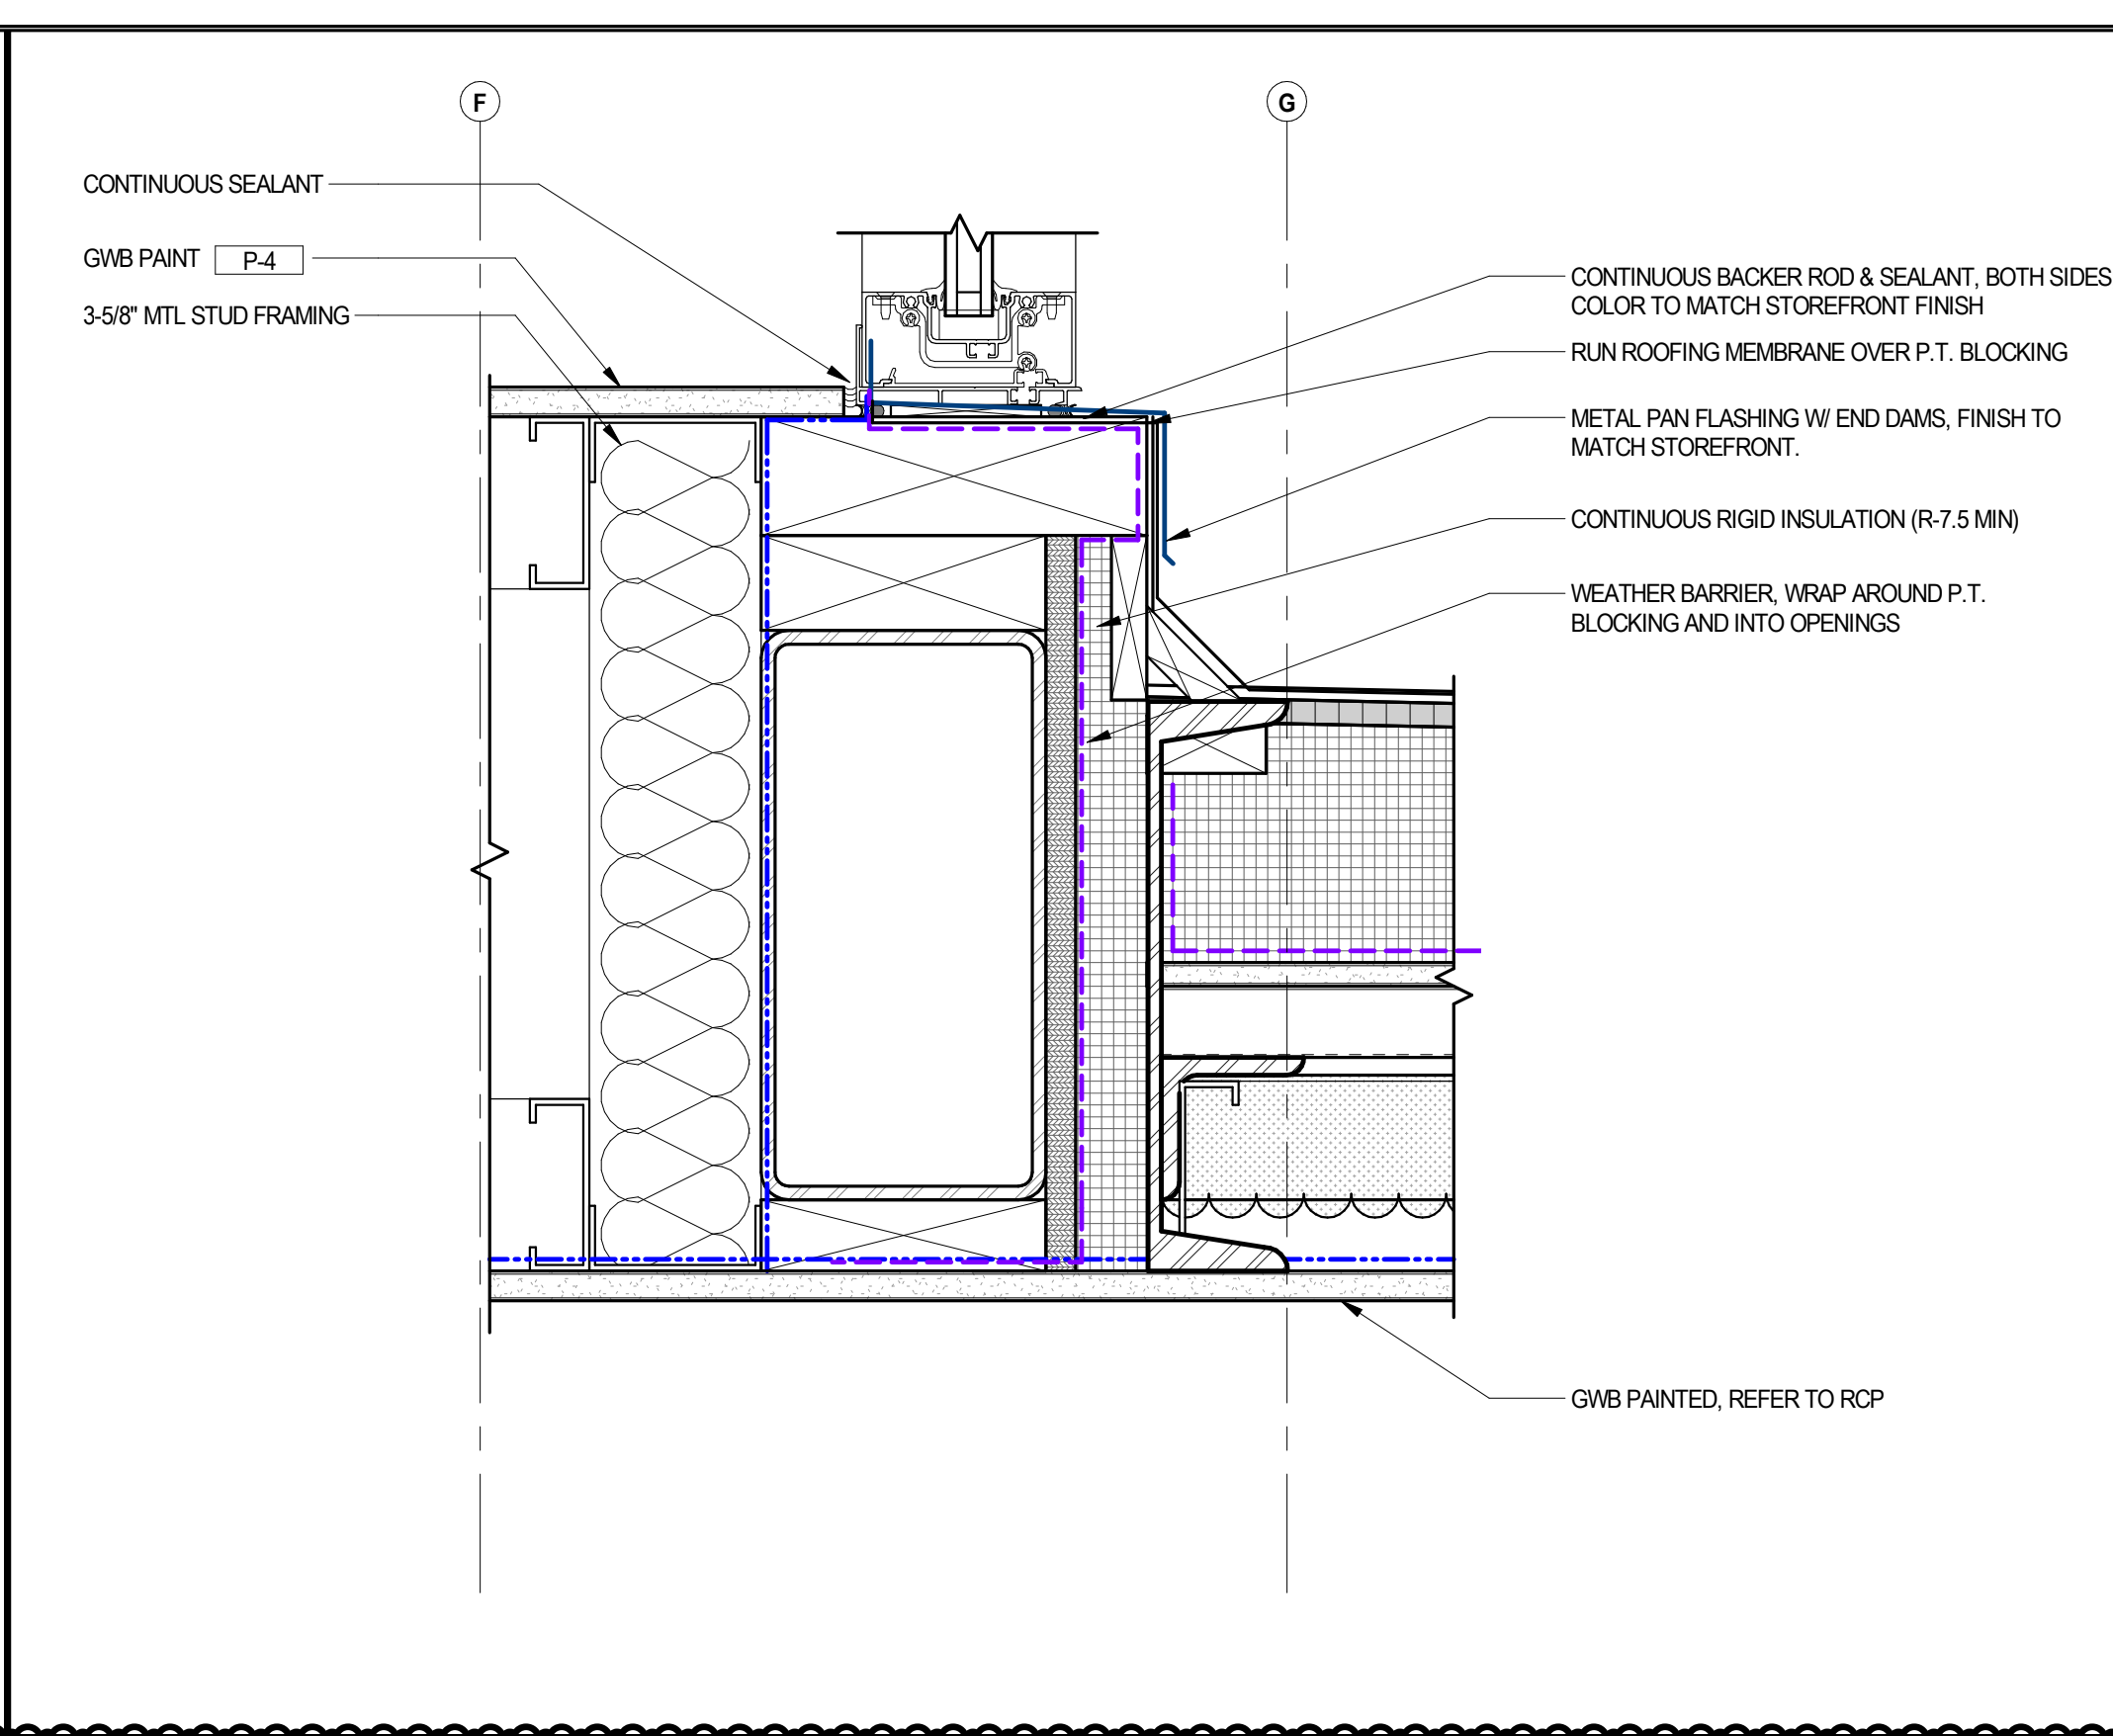 F
G
CONTINUOUS SEALANT
GWB PAINT P-4
3-5/8" MTL STUD FRAMING
CONTINUOUS BACKER ROD & SEALANT, BOTH SIDES
COLOR TO MATCH STOREFRONT FINISH
RUN ROOFING MEMBRANE OVER P.T. BLOCKING
METAL PAN FLASHING W/ END DAMS, FINISH TO
MATCH STOREFRONT.
CONTINUOUS RIGID INSULATION (R-7.5 MIN)
WEATHER BARRIER, WRAP AROUND P.T.
BLOCKING AND INTO OPENINGS
GWB PAINTED, REFER TO RCP